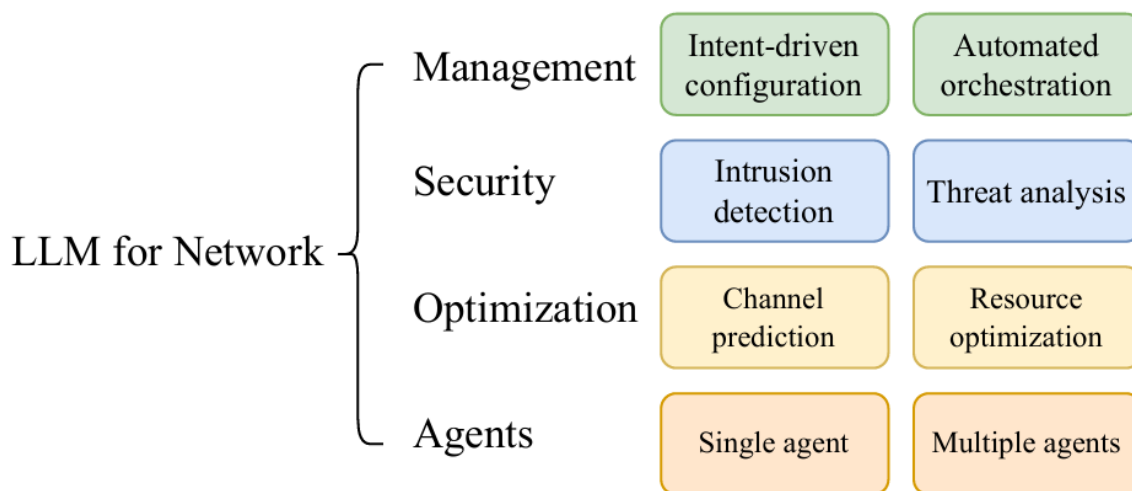 LLM for Network
Management
Intent-driven
configuration
Automated
orchestration
Security
Intrusion
detection
Threat analysis
Optimization
Channel
prediction
Resource
optimization
Agents
Single agent
Multiple agents